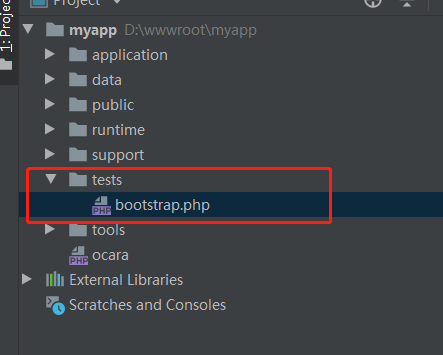 Project
1: Project
myapp D:\wwwroot\myapp
application
data
public
runtime
support
tests
PHP bootstrap.php
tools
PHP ocara
External Libraries
Scratches and Consoles